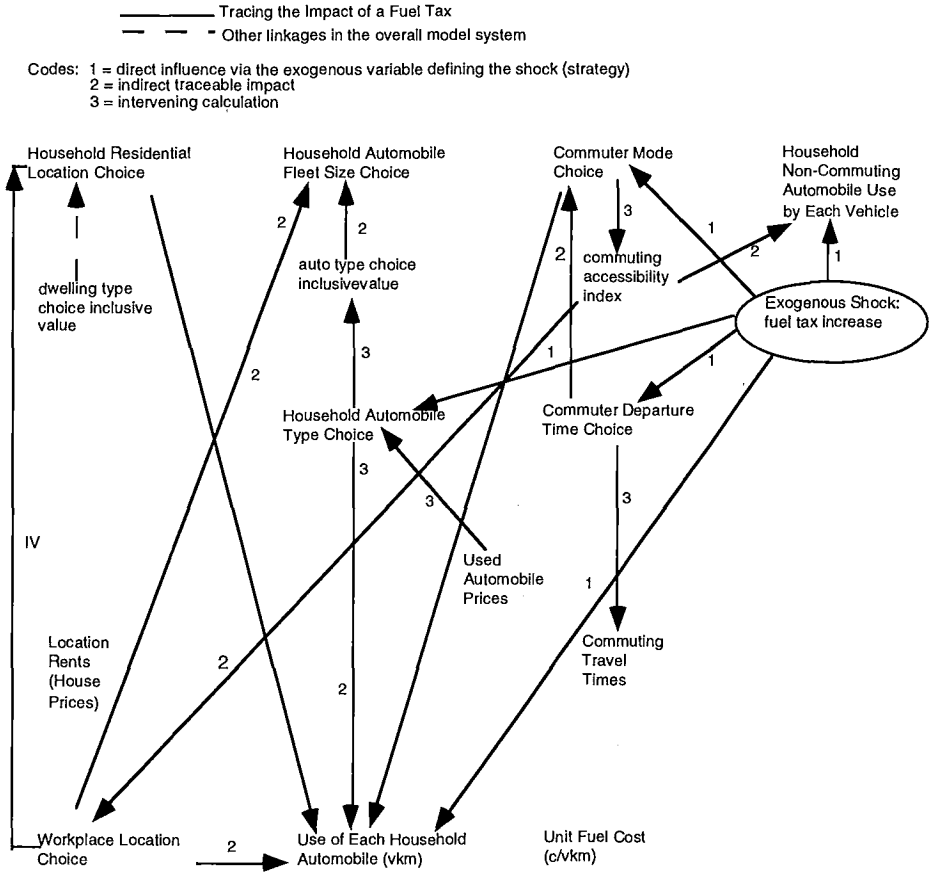 Tracing the Impact of a Fuel Tax
Other linkages in the overall model system
Codes: 1 = direct influence via the exogenous variable defining the shock (strategy)
2 = indirect traceable impact
3 = intervening calculation
Household Residential
Location Choice
Household Automobile
Fleet Size Choice
Commuter Mode
Choice
Household
Non-Commuting
Automobile Use
by Each Vehicle
2
2
3
1
2
2
1
dwelling type
choice inclusive
value
auto type choice
inclusivevalue
commuting
accessibility
index
Exogenous Shock:
fuel tax increase
3
1
1
2
Household Automobile
Type Choice
Commuter Departure
Time Choice
3
3
3
IV
Used
Automobile
Prices
1
Location
Rents
(House
Prices)
2
2
Commuting
Travel
Times
Workplace Location
Choice
2
Use of Each Household
Automobile (vkm)
Unit Fuel Cost
(c/vkm)